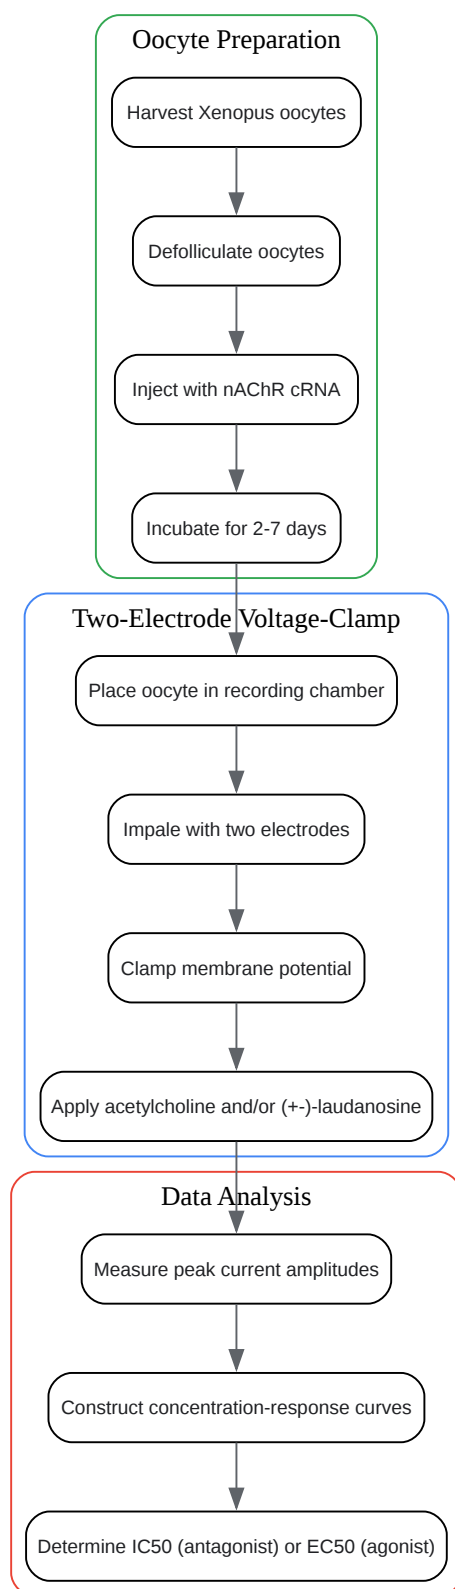 Oocyte Preparation
Harvest Xenopus oocytes
Defolliculate oocytes
Inject with nAChR cRNA
Incubate for 2-7 days
Two-Electrode Voltage-Clamp
Place oocyte in recording chamber
Impale with two electrodes
Clamp membrane potential
Apply acetylcholine and/or (+-)-laudanosine
Data Analysis
Measure peak current amplitudes
Construct concentration-response curves
Determine IC50 (antagonist) or EC50 (agonist)